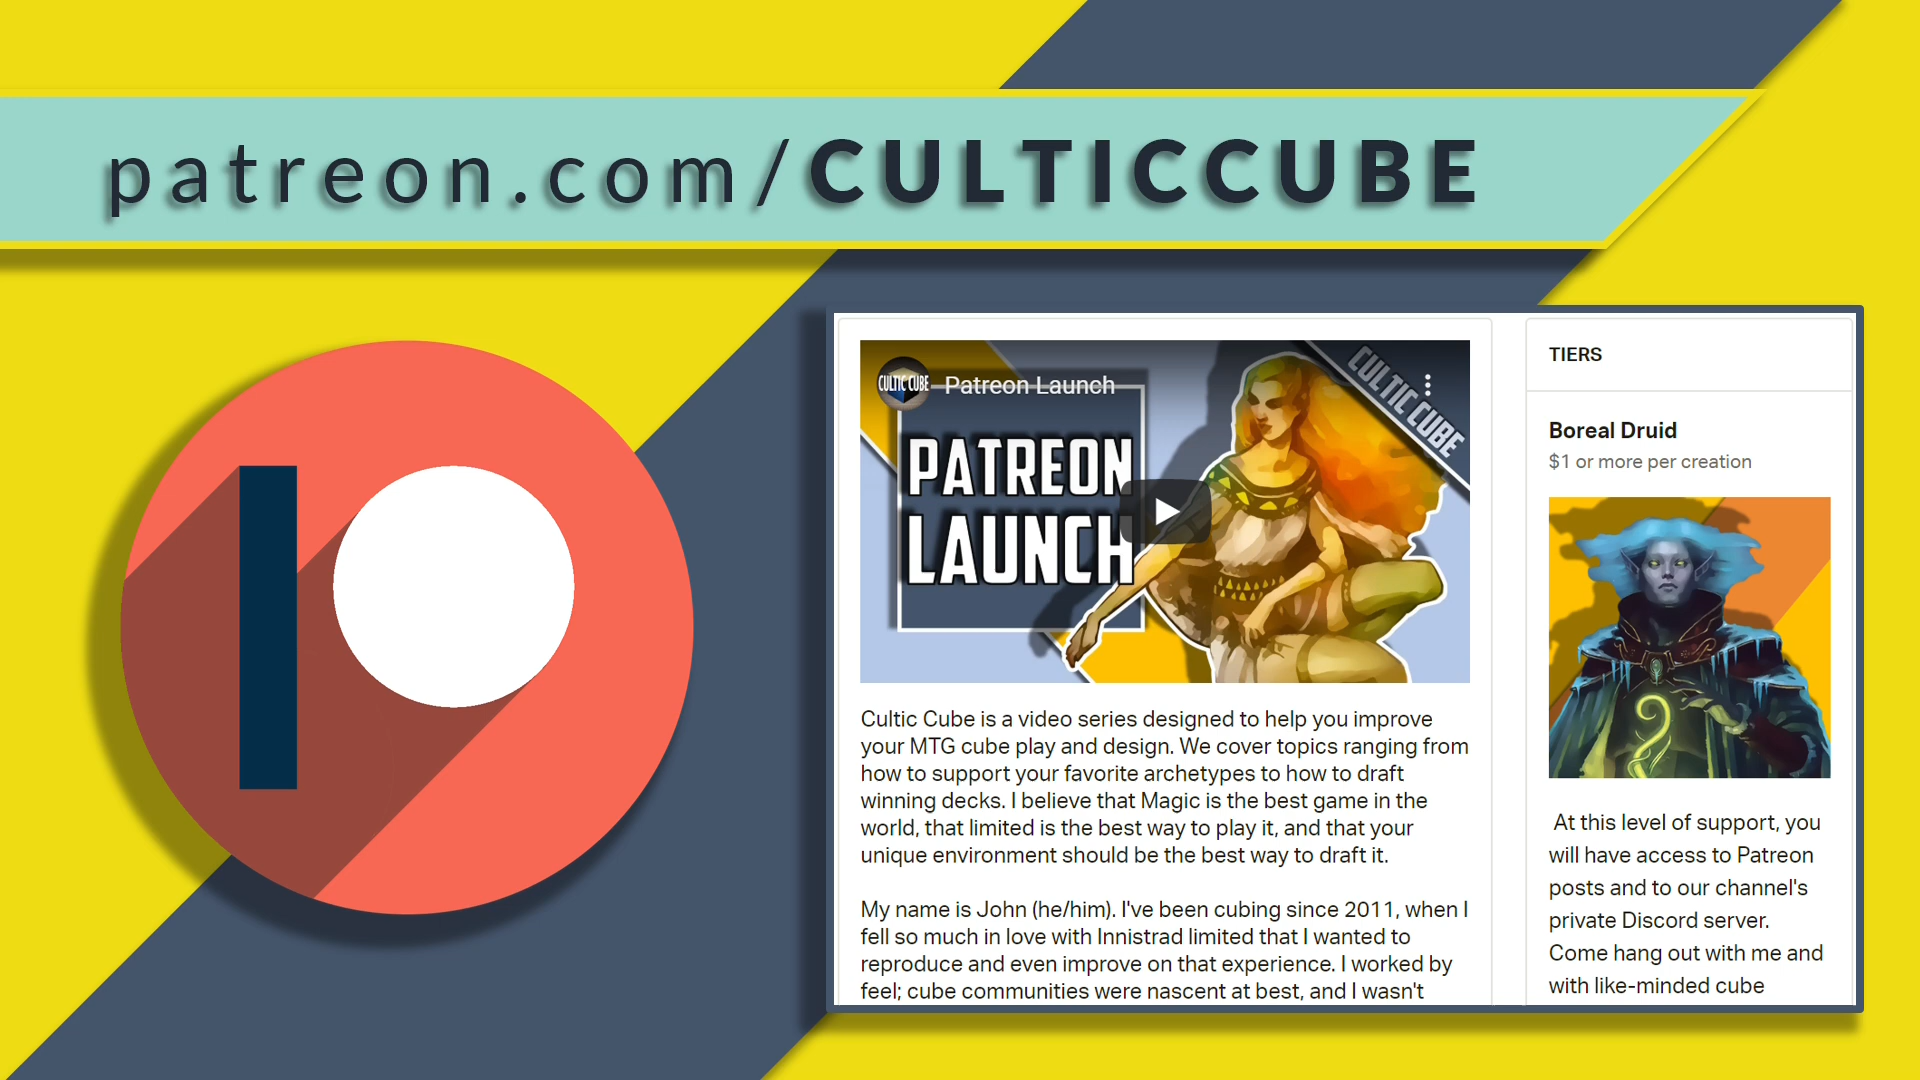 patreon.com/CULTICCUBE
CULTIC CUBE
Patreon Launch
CULTIC CUBE
PATREON
LAUNCH
Cultic Cube is a video series designed to help you improve
your MTG cube play and design. We cover topics ranging from
how to support your favorite archetypes to how to draft
winning decks. I believe that Magic is the best game in the
world, that limited is the best way to play it, and that your
unique environment should be the best way to draft it.
My name is John (he/him). I've been cubing since 2011, when I
fell so much in love with Innistrad limited that I wanted to
reproduce and even improve on that experience. I worked by
feel; cube communities were nascent at best, and I wasn't
TIERS
Boreal Druid
$1 or more per creation
At this level of support, you
will have access to Patreon
posts and to our channel's
private Discord server.
Come hang out with me and
with like-minded cube